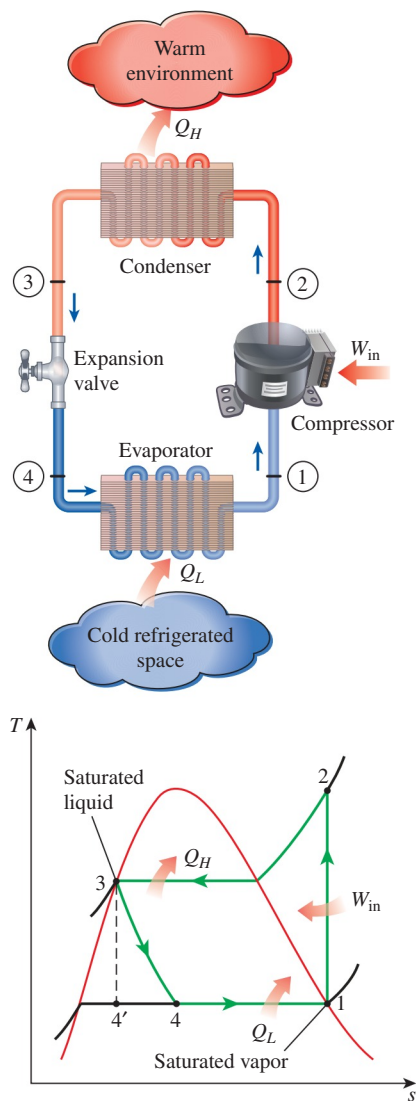 Warm
environment
Q_H
Condenser
3
2
Expansion
valve
W_in
Compressor
Evaporator
4
1
Q_L
Cold refrigerated
space
T
Saturated
liquid
2
Q_H
3
W_in
4′
4
1
Q_L
Saturated vapor
s